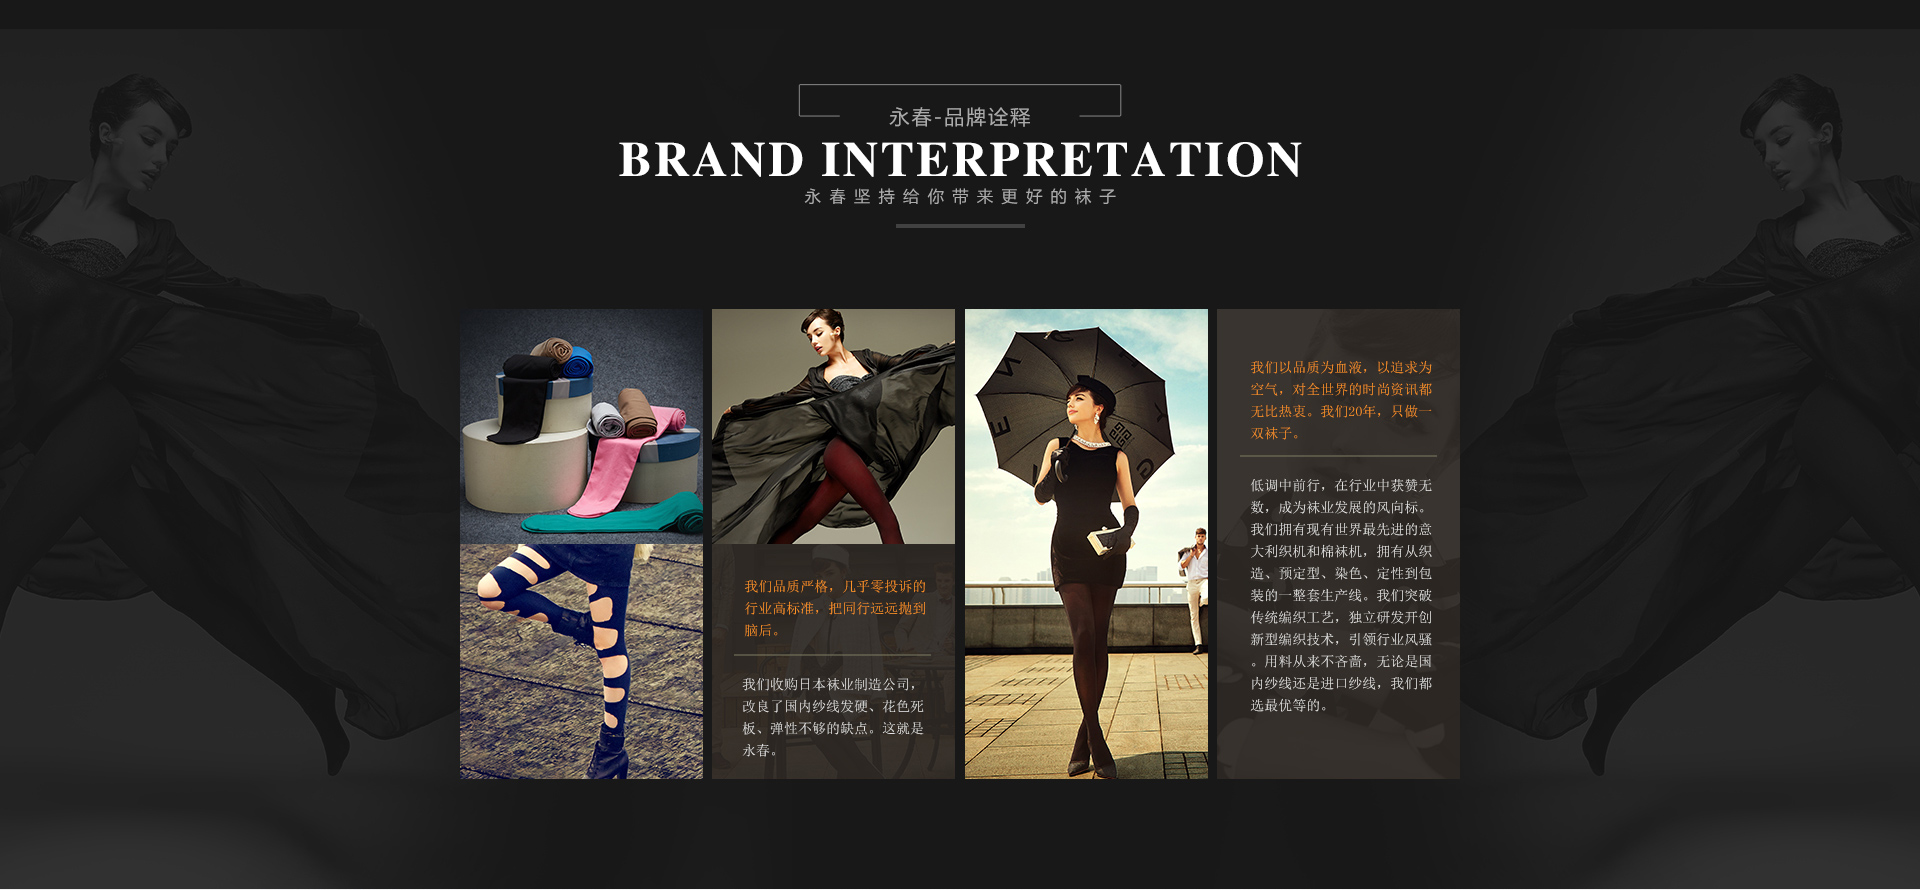 永春-品牌诠释
BRAND INTERPRETATION
永春坚持给你带来更好的袜子
我们品质严格，几乎零投诉的
行业高标准，把同行远远抛到
脑后。
我们收购日本袜业制造公司，
改良了国内纱线发硬、花色死
板、弹性不够的缺点。这就是
永春。
我们以品质为血液，以追求为
空气，对全世界的时尚资讯都
无比热衷。我们20年，只做一
双袜子。
低调中前行，在行业中获赞无
数，成为袜业发展的风向标。
我们拥有现有世界最先进的意
大利织机和棉袜机，拥有从织
造、预定型、染色、定性到包
装的一整套生产线。我们突破
传统编织工艺，独立研发开创
新型编织技术，引领行业风骚
。用料从来不吝啬，无论是国
内纱线还是进口纱线，我们都
选最优等的。